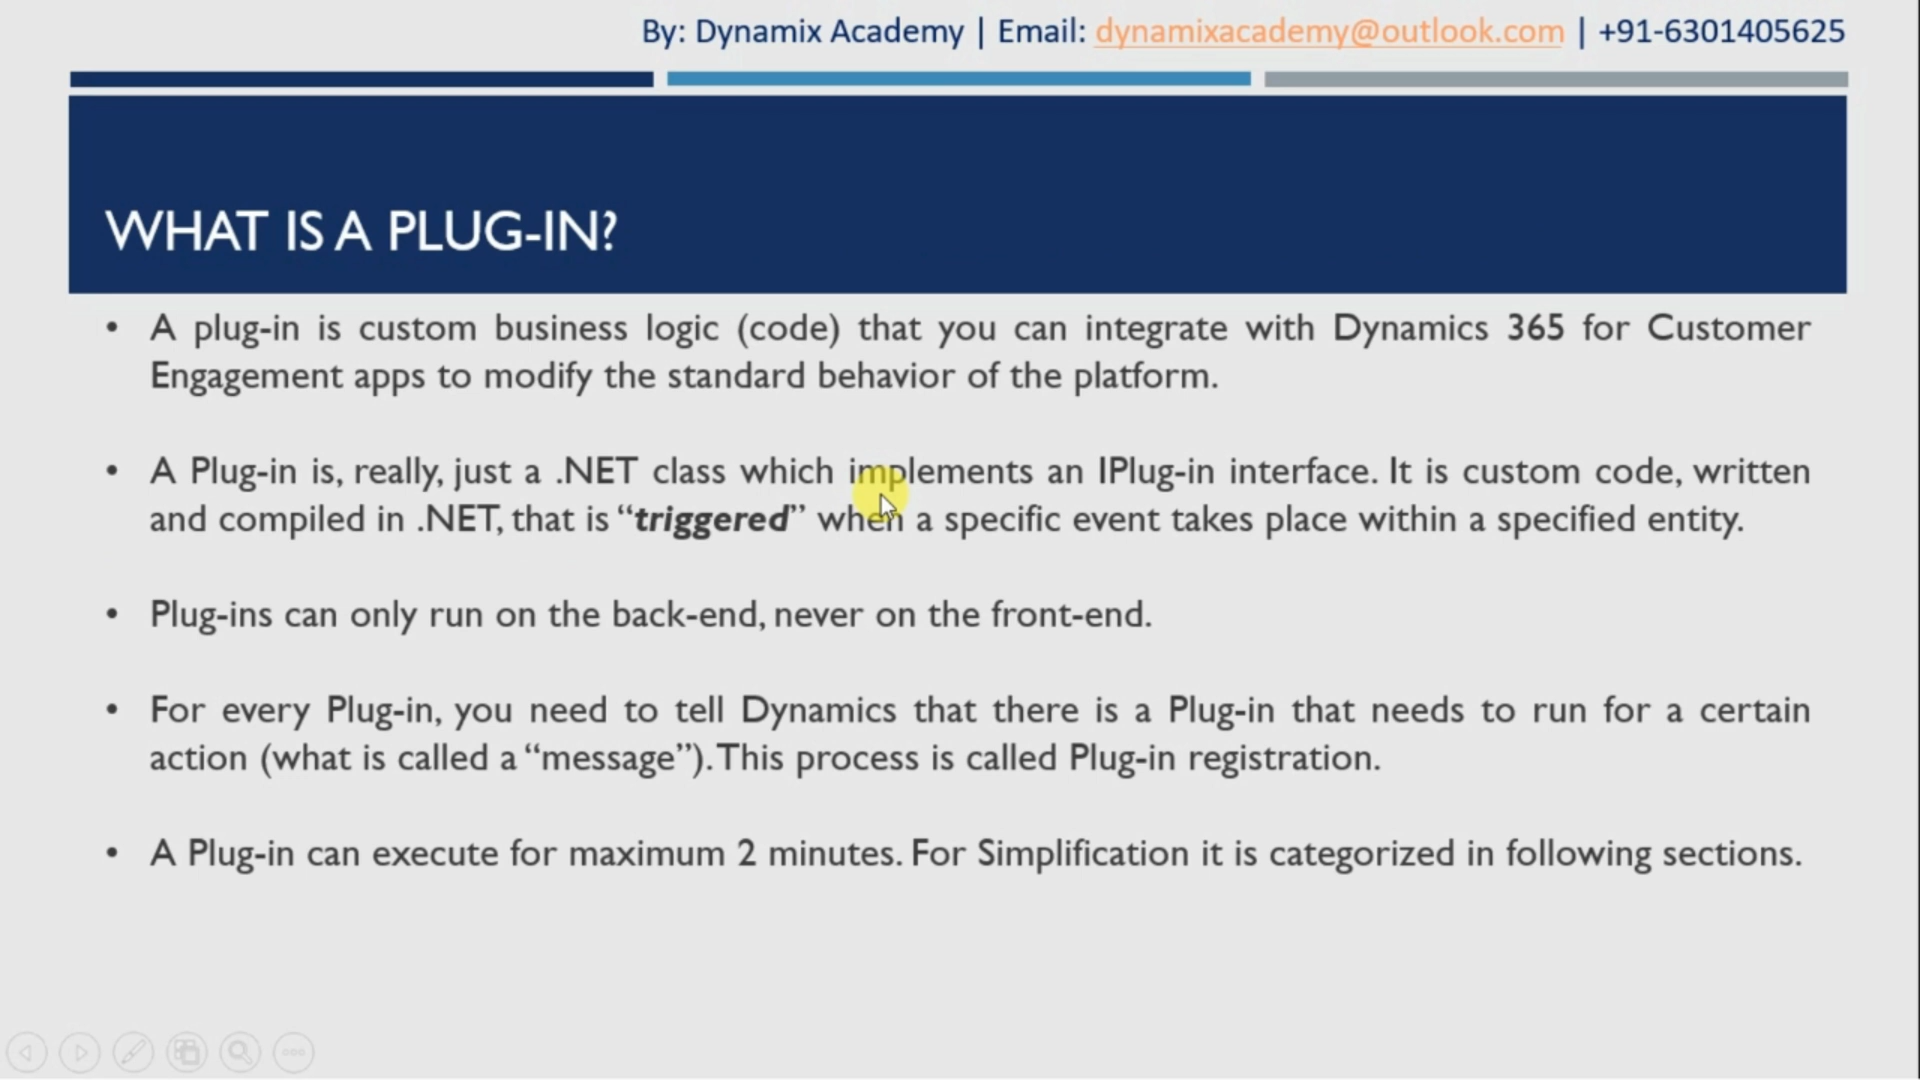 By: Dynamix Academy | Email: dynamixacademy@outlook.com | +91-6301405625
WHAT IS A PLUG-IN?
• A plug-in is custom business logic (code) that you can integrate with Dynamics 365 for Customer
Engagement apps to modify the standard behavior of the platform.
• A Plug-in is, really, just a .NET class which implements an IPlug-in interface. It is custom code, written
and compiled in .NET, that is “triggered” when a specific event takes place within a specified entity.
• Plug-ins can only run on the back-end, never on the front-end.
• For every Plug-in, you need to tell Dynamics that there is a Plug-in that needs to run for a certain
action (what is called a “message”). This process is called Plug-in registration.
• A Plug-in can execute for maximum 2 minutes. For Simplification it is categorized in following sections.